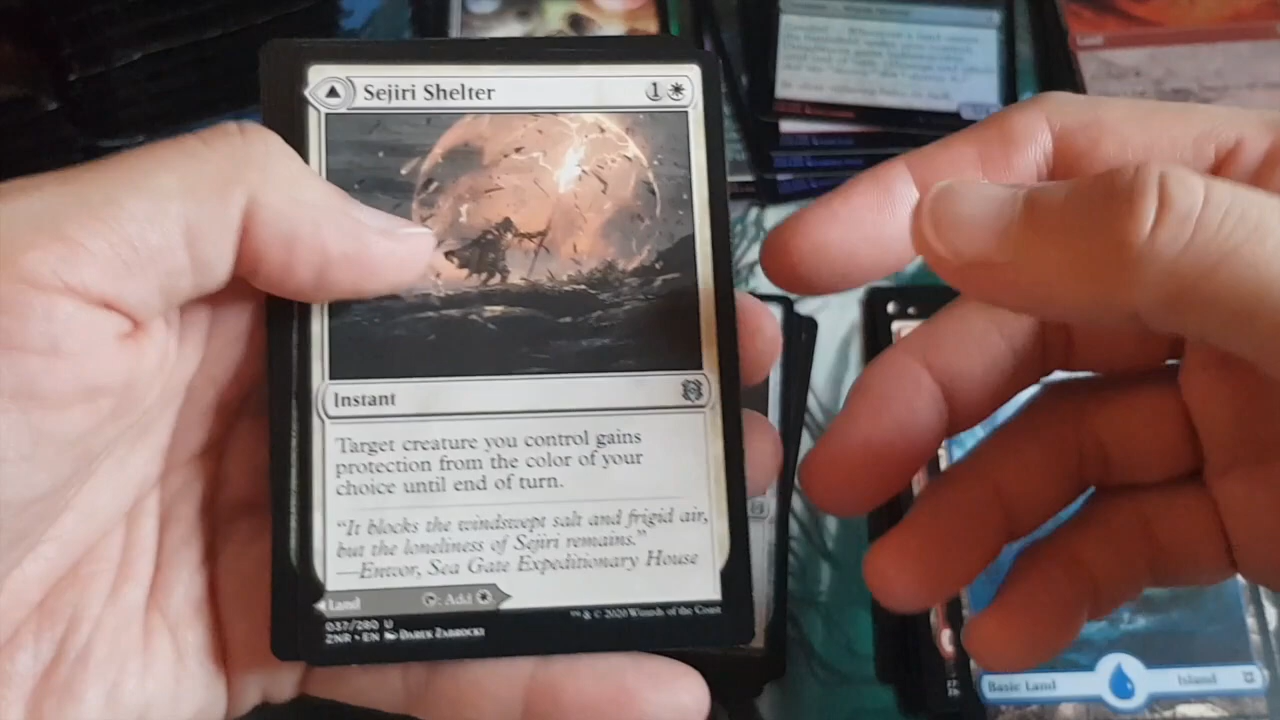 Sejiri Shelter 1
Instant
Target creature you control gains
protection from the color of your
choice until end of turn.
"It blocks the windswept salt and frigid air,
but the loneliness of Sejiri remains."
—Entvor, Sea Gate Expeditionary House
Land : Add
037/280 U
ZNR • EN Darek Zabrocki
™ & © 2020 Wizards of the Coast
Basic Land Island